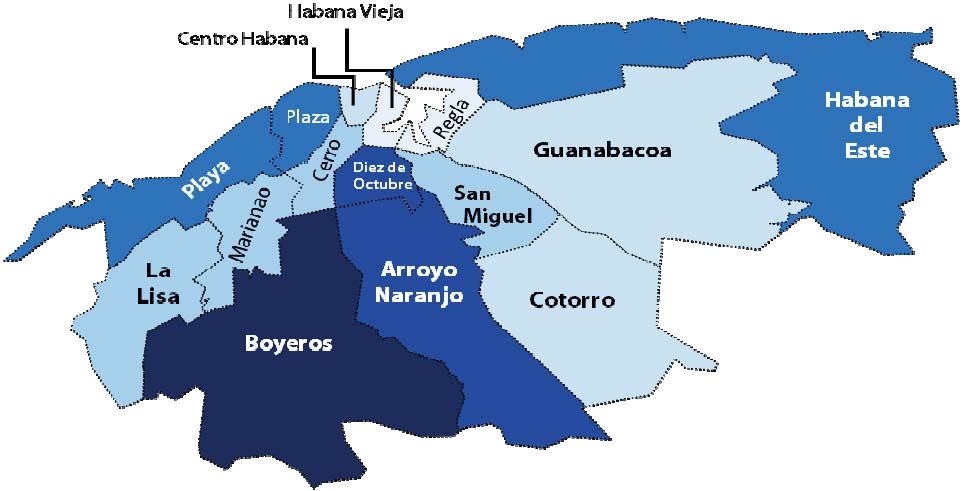 Habana Vieja
Centro Habana
Plaza
Regla
Habana
del
Este
Cerro
Guanabacoa
Playa
Diez de
Octubre
San
Miguel
Marianao
La
Lisa
Arroyo
Naranjo
Cotorro
Boyeros